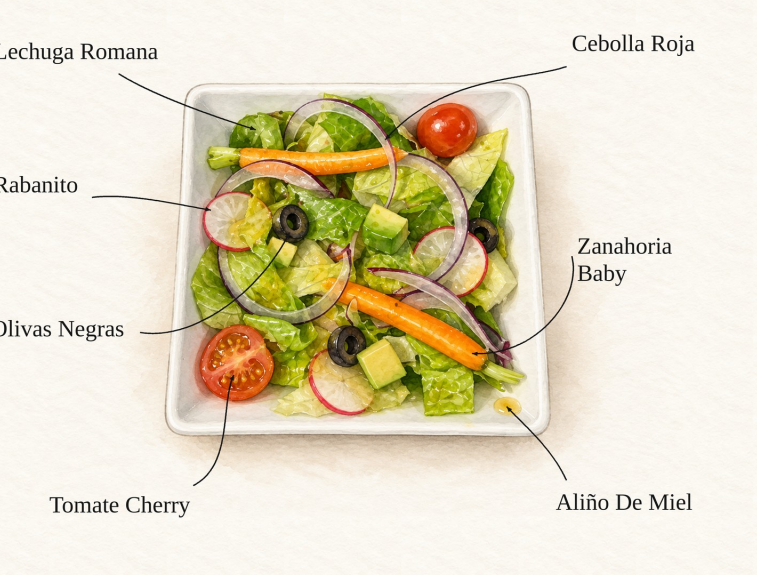 Lechuga Romana
Cebolla Roja
Rabanito
Zanahoria
Baby
Olivas Negras
Tomate Cherry
Aliño De Miel